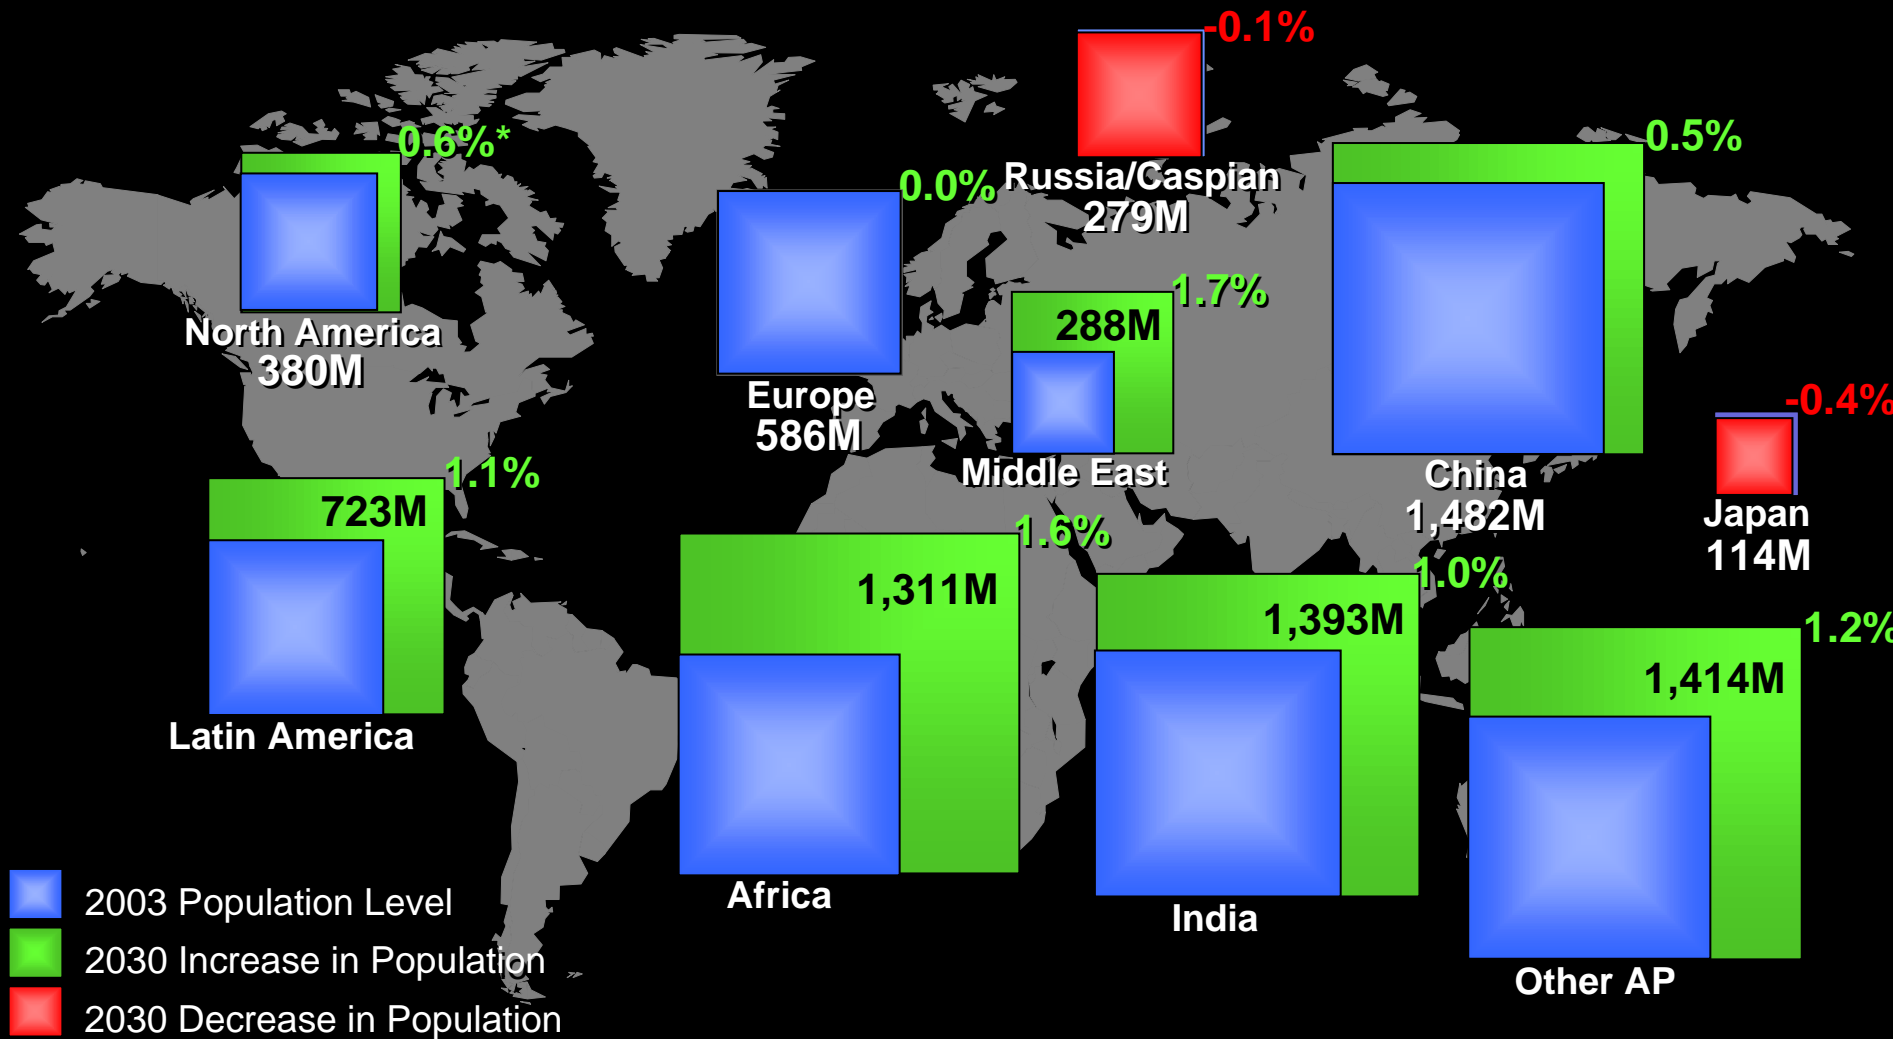 -0.1%
0.6%*
0.5%
Russia/Caspian
279M
0.0%
1.7%
288M
North America
380M
Europe
586M
-0.4%
Middle East
China
1,482M
1.1%
723M
Japan
114M
1.6%
1,311M
1.0%
1,393M
1.2%
1,414M
Latin America
Africa
India
Other AP
2003 Population Level
2030 Increase in Population
2030 Decrease in Population